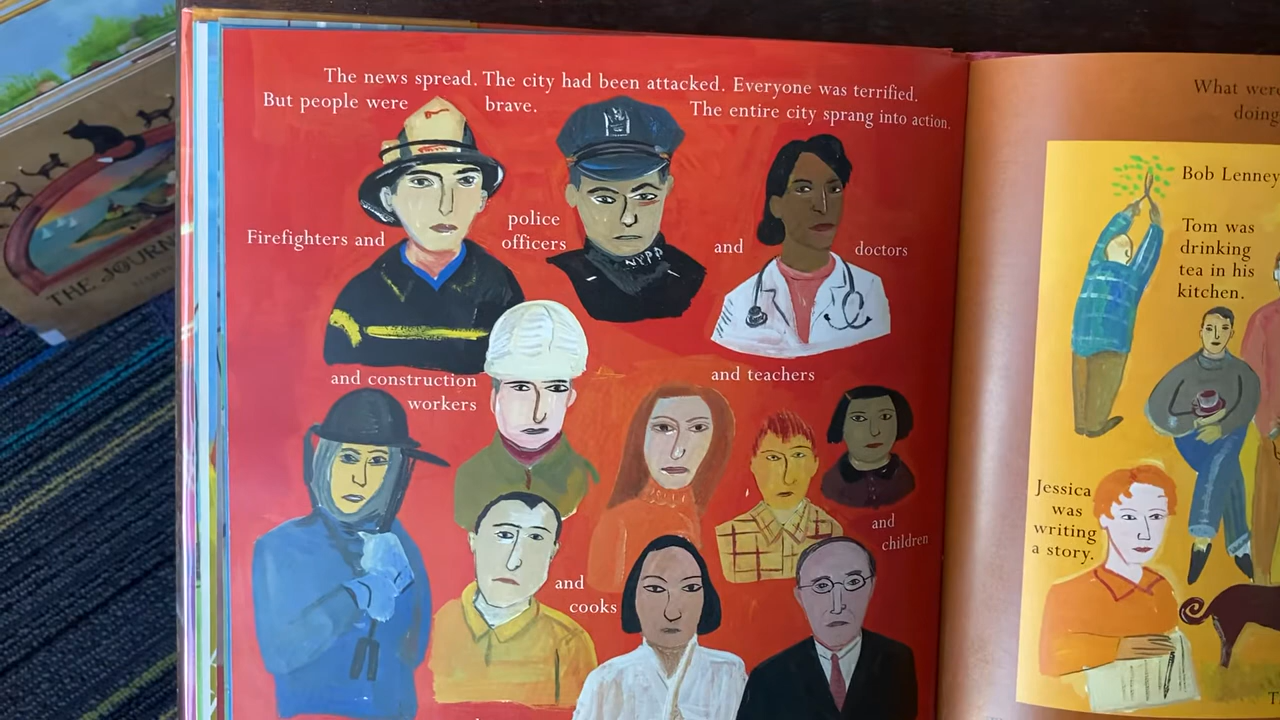 The news spread. The city had been attacked. Everyone was terrified.
But people were brave. The entire city sprang into action.
Firefighters and
police
officers
NYPD
and
doctors
and construction
workers
and teachers
and
children
and
cooks
What were
doing
Bob Lenney
Tom was
drinking
tea in his
kitchen.
Jessica
was
writing
a story.
THE JOURN